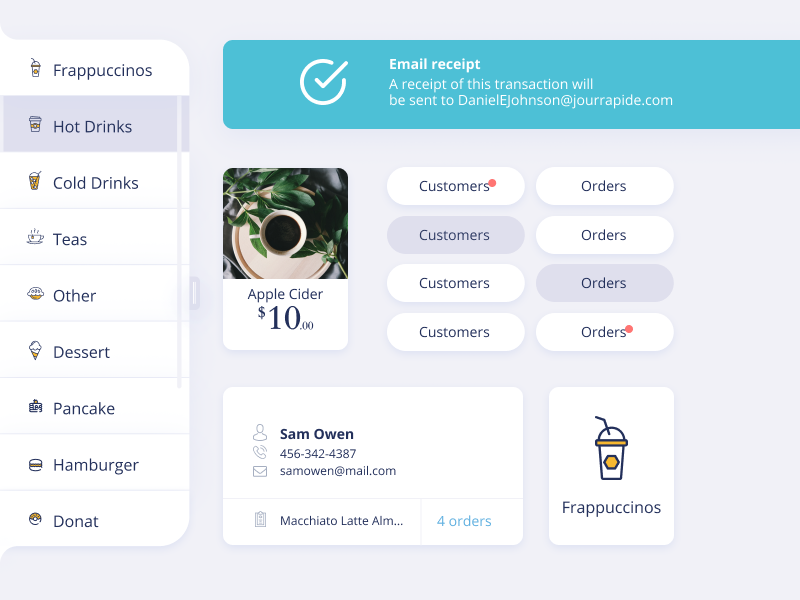 Frappuccinos
Hot Drinks
Cold Drinks
Teas
Other
Dessert
Pancake
Hamburger
Donat
Email receipt
A receipt of this transaction will
be sent to DanielEJohnson@jourrapide.com
Apple Cider
$10.00
Customers
Orders
Customers
Orders
Customers
Orders
Customers
Orders
Sam Owen
456-342-4387
samowen@mail.com
Macchiato Latte Alm...
4 orders
Frappuccinos